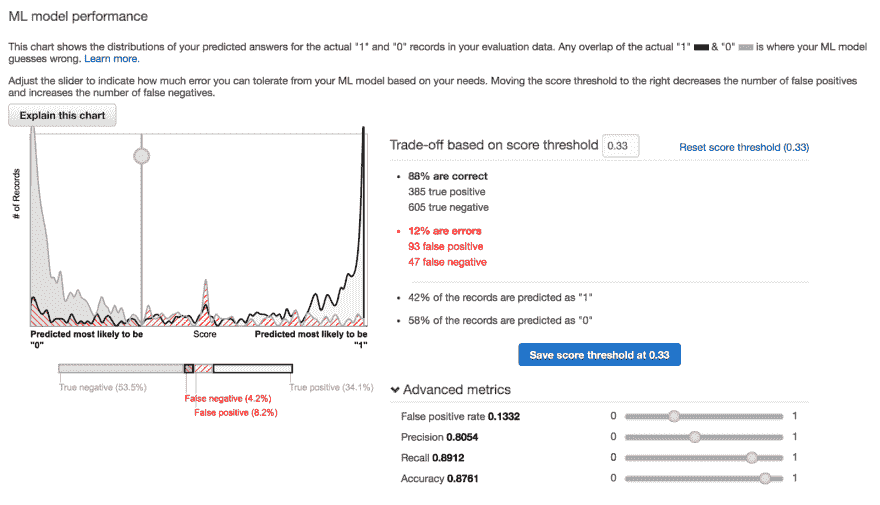 ML model performance
This chart shows the distributions of your predicted answers for the actual "1" and "0" records in your evaluation data. Any overlap of the actual "1" & "0" is where your ML model
guesses wrong. Learn more.
Adjust the slider to indicate how much error you can tolerate from your ML model based on your needs. Moving the score threshold to the right decreases the number of false positives
and increases the number of false negatives.
Explain this chart
# of Records
Predicted most likely to be "0"
Score
Predicted most likely to be "1"
True negative (53.5%)
True positive (34.1%)
False negative (4.2%)
False positive (8.2%)
Trade-off based on score threshold 0.33
Reset score threshold (0.33)
• 88% are correct
385 true positive
605 true negative
• 12% are errors
93 false positive
47 false negative
• 42% of the records are predicted as "1"
• 58% of the records are predicted as "0"
Save score threshold at 0.33
Advanced metrics
False positive rate 0.1332 0 1
Precision 0.8054 0 1
Recall 0.8912 0 1
Accuracy 0.8761 0 1